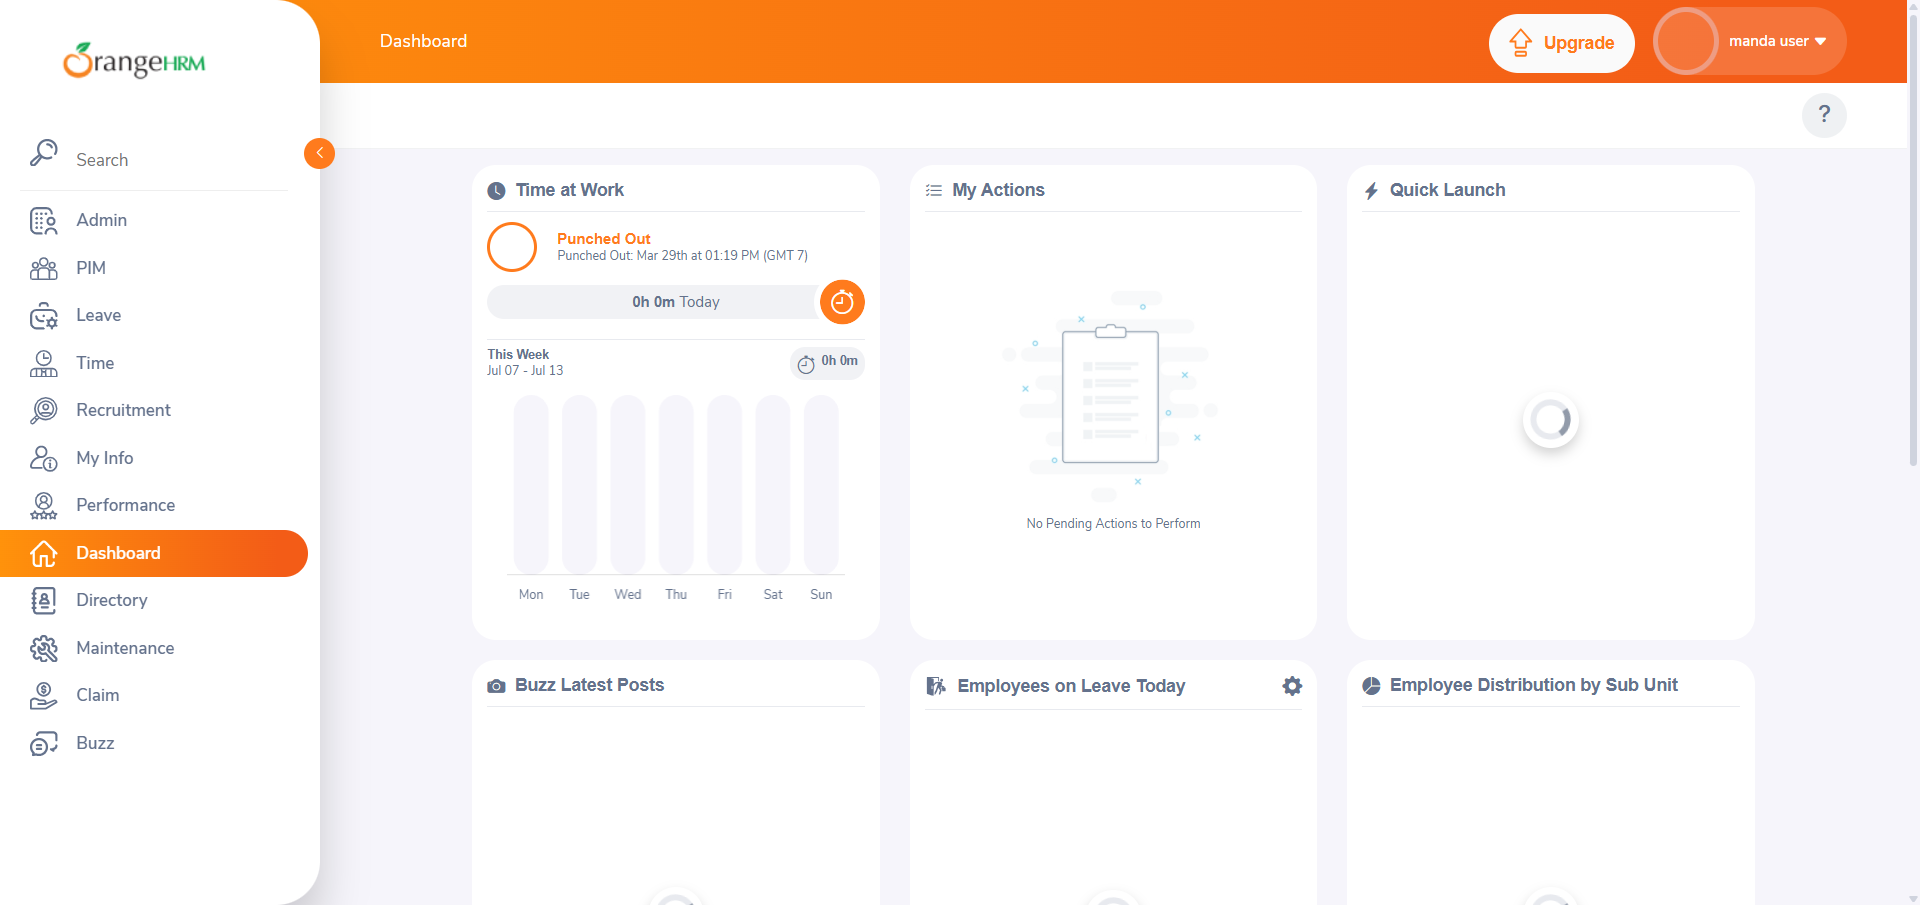 OrangeHRM
Search
Admin
PIM
Leave
Time
Recruitment
My Info
Performance
Dashboard
Directory
Maintenance
Claim
Buzz
Dashboard
Upgrade
manda user
?
Time at Work
Punched Out
Punched Out: Mar 29th at 01:19 PM (GMT 7)
0h 0m Today
This Week
Jul 07 - Jul 13
0h 0m
Mon Tue Wed Thu Fri Sat Sun
My Actions
No Pending Actions to Perform
Quick Launch
Buzz Latest Posts
Employees on Leave Today
Employee Distribution by Sub Unit